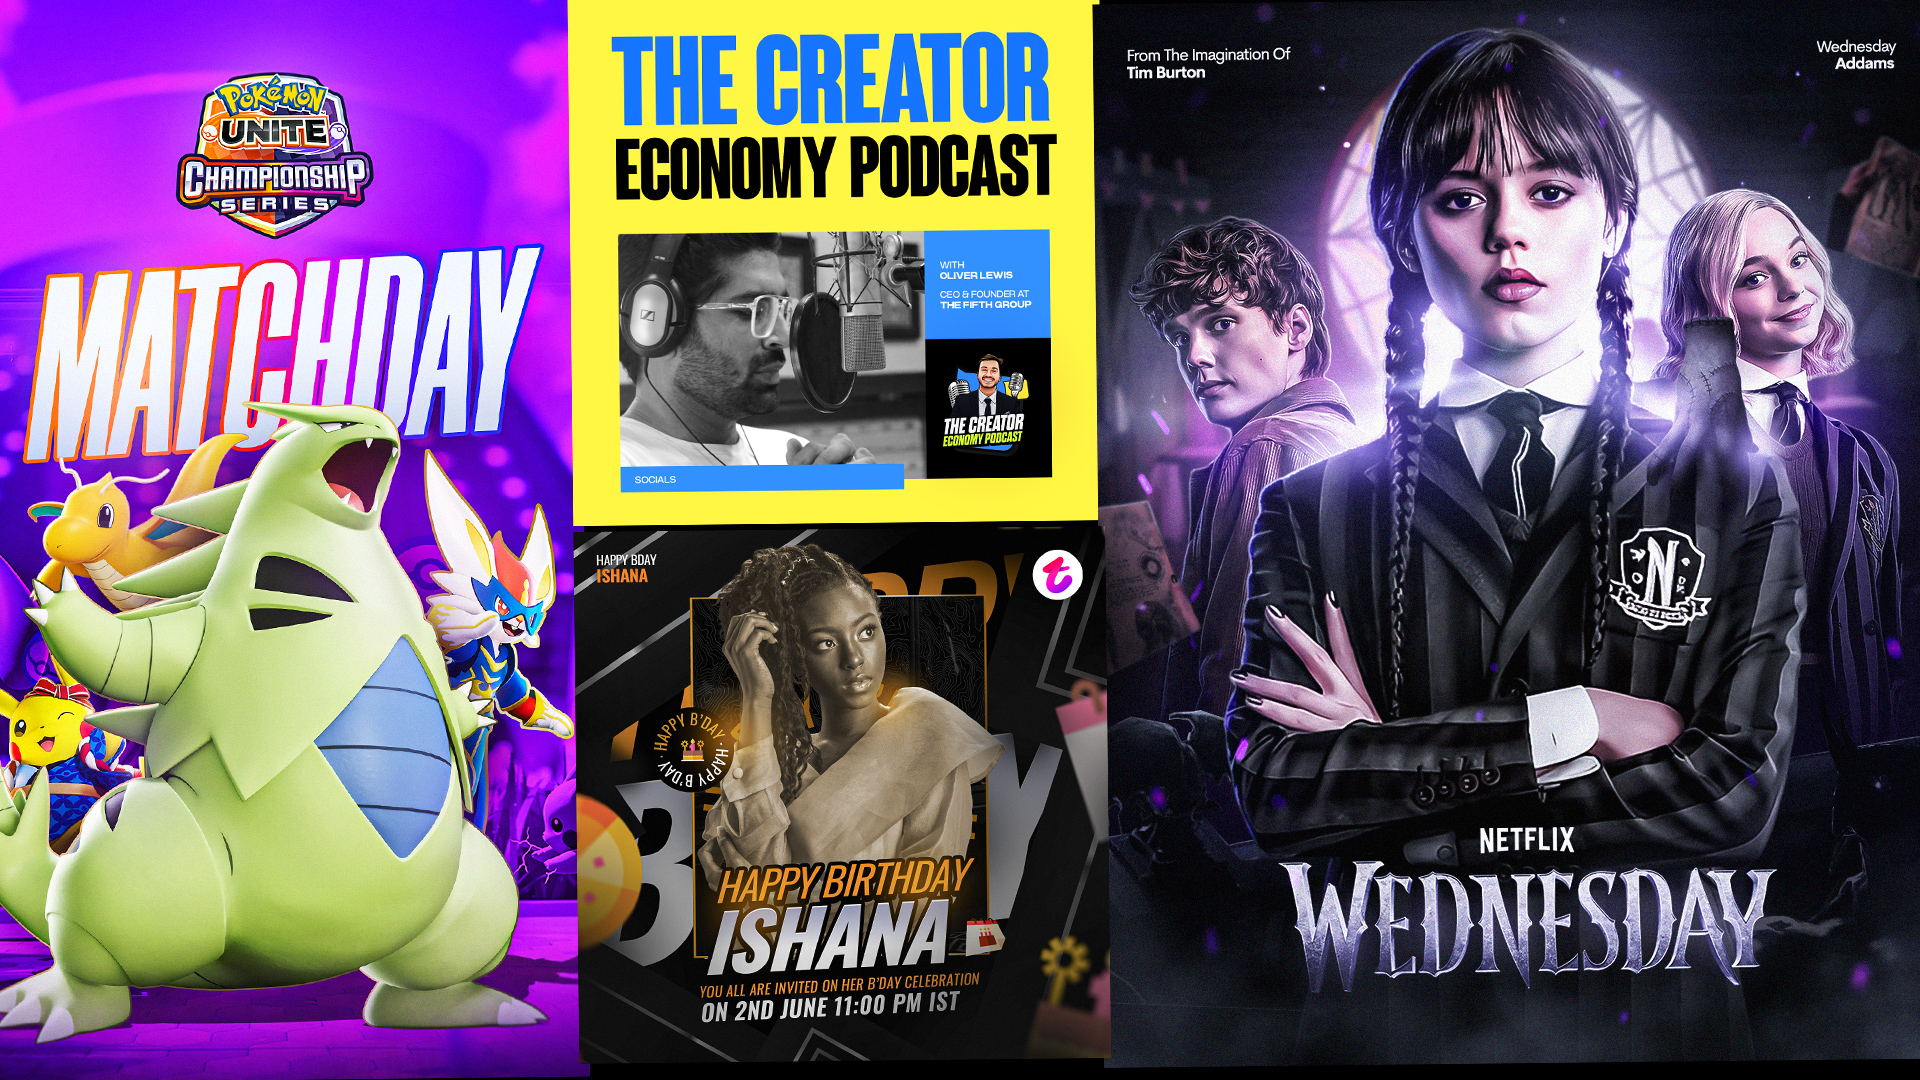 POKÉMON
UNITE
CHAMPIONSHIP
SERIES
MATCHDAY
THE CREATOR
ECONOMY PODCAST
WITH
OLIVER LEWIS
CEO & FOUNDER AT
THE FIFTH GROUP
THE CREATOR
ECONOMY PODCAST
SOCIALS
HAPPY BDAY
ISHANA
t
HAPPY B'DAY · HAPPY B'DAY ·
HAPPY BIRTHDAY
ISHANA
YOU ALL ARE INVITED ON HER B'DAY CELEBRATION
ON 2ND JUNE 11:00 PM IST
From The Imagination Of
Tim Burton
Wednesday
Addams
N
NETFLIX
WEDNESDAY